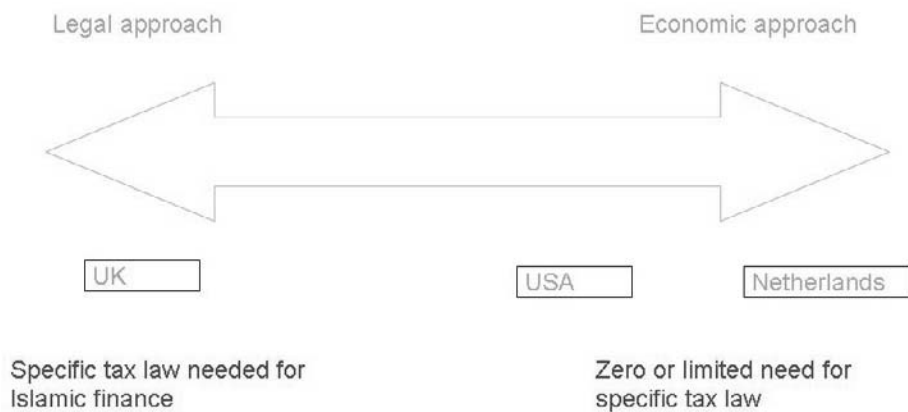 Legal approach
Economic approach
UK
USA
Netherlands
Specific tax law needed for
Islamic finance
Zero or limited need for
specific tax law